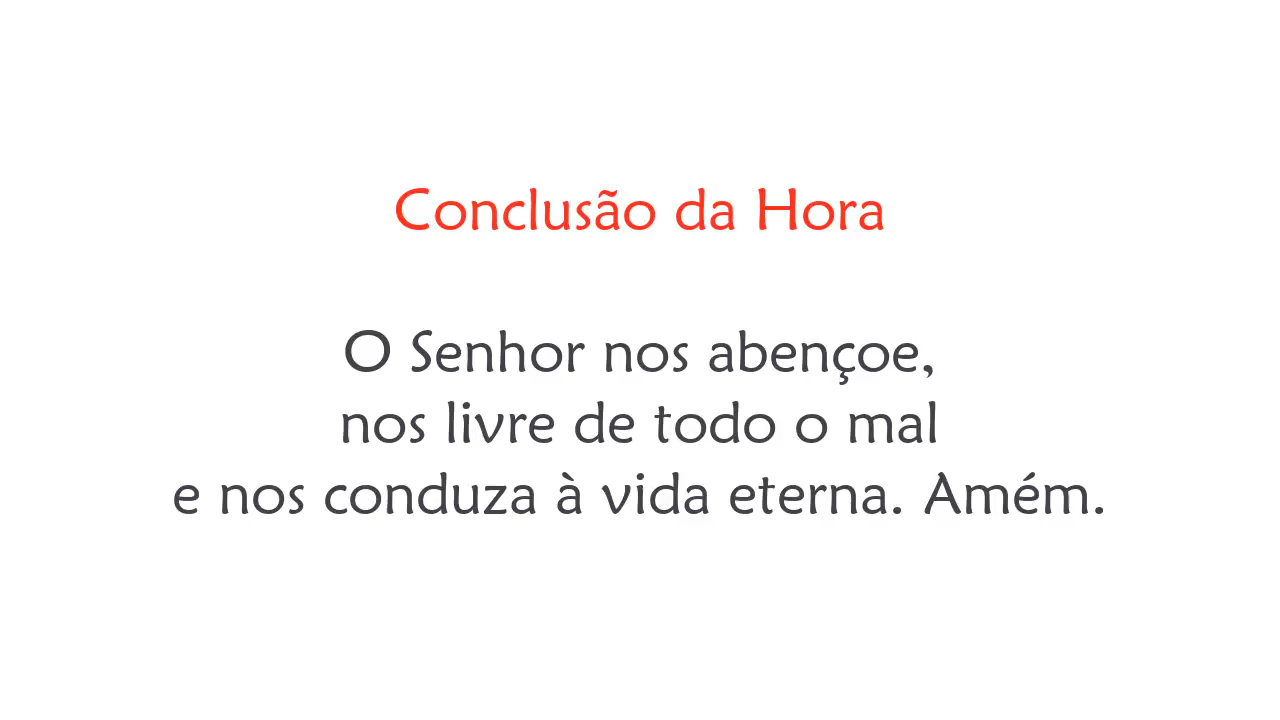 Conclusão da Hora
O Senhor nos abençoe,
nos livre de todo o mal
e nos conduza à vida eterna. Amém.